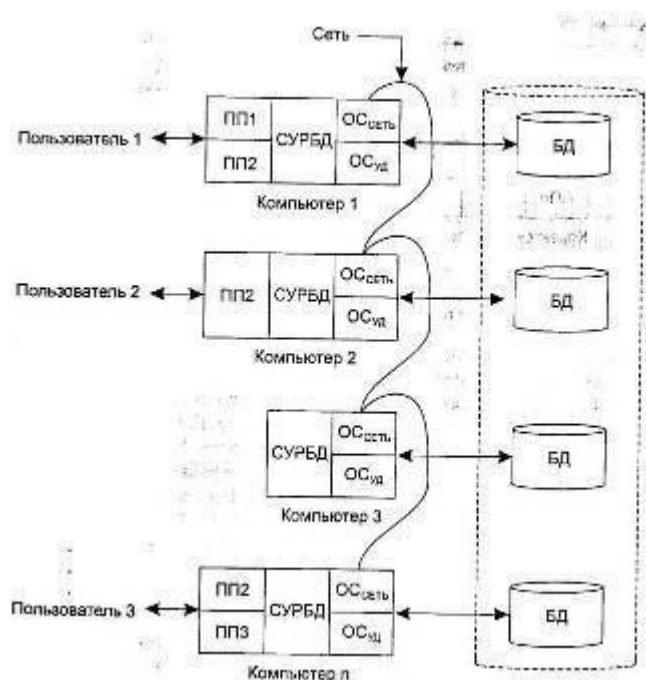 Сеть
Пользователь 1
ПП1
ПП2
СУРБД
ОСсеть
ОСуд
БД
Компьютер 1
Пользователь 2
ПП2
СУРБД
ОСсеть
ОСуд
БД
Компьютер 2
СУРБД
ОСсеть
ОСуд
БД
Компьютер 3
Пользователь 3
ПП2
ПП3
СУРБД
ОСсеть
ОСуд
БД
Компьютер n